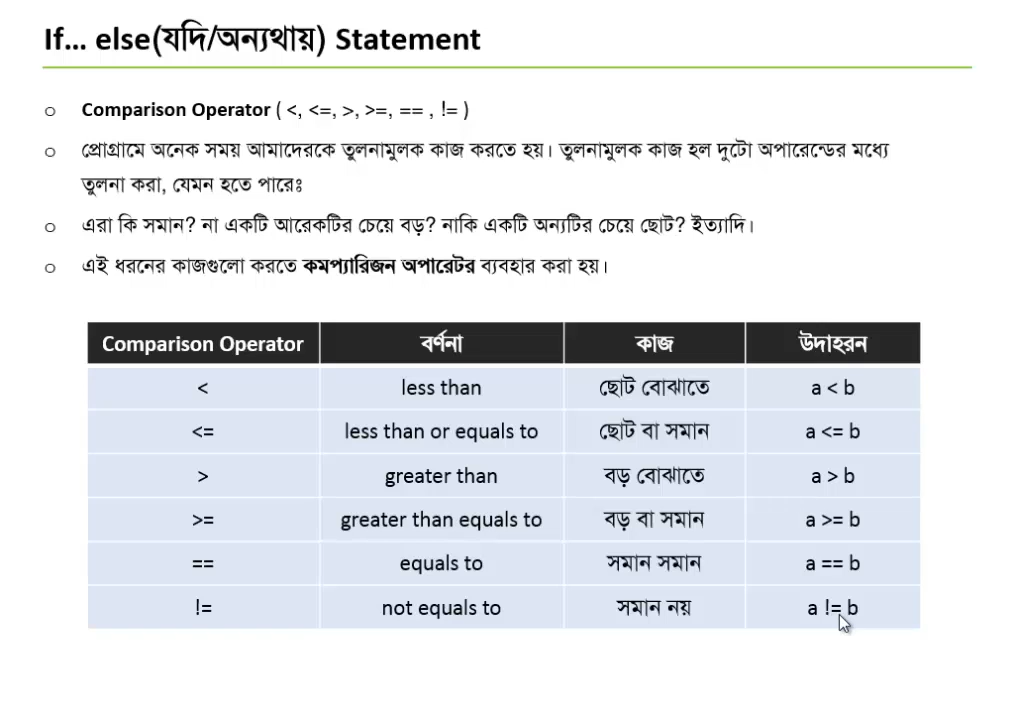 If... else(যদি/অন্যথায়) Statement
o Comparison Operator ( <, <=, >, >=, == , != )
o প্রোগ্রামে অনেক সময় আমাদেরকে তুলনামুলক কাজ করতে হয়। তুলনামুলক কাজ হল দুটো অপারেন্ডের মধ্যে
তুলনা করা, যেমন হতে পারেঃ
o এরা কি সমান? না একটি আরেকটির চেয়ে বড়? নাকি একটি অন্যটির চেয়ে ছোট? ইত্যাদি।
o এই ধরনের কাজগুলো করতে কমপ্যারিজন অপারেটর ব্যবহার করা হয়।
Comparison Operator বর্ণনা কাজ উদাহরন
< less than ছোট বোঝাতে a < b
<= less than or equals to ছোট বা সমান a <= b
> greater than বড় বোঝাতে a > b
>= greater than equals to বড় বা সমান a >= b
== equals to সমান সমান a == b
!= not equals to সমান নয় a != b